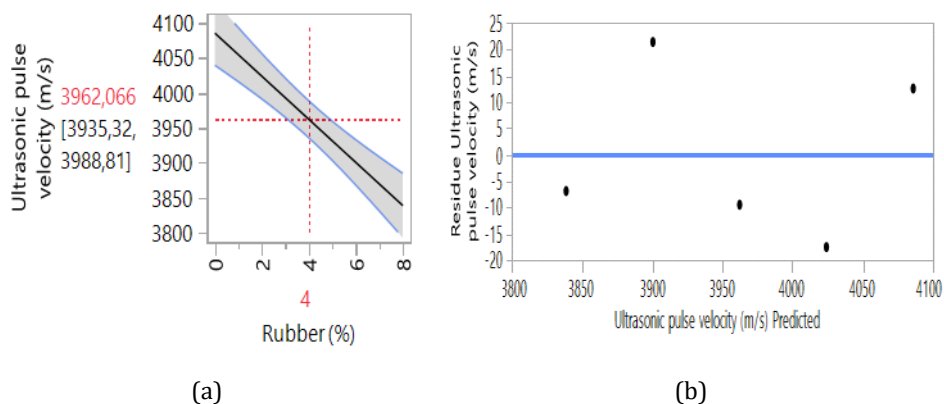 Ultrasonic pulse
velocity (m/s)
3962,066
[3935,32,
3988,81]
4100
4050
4000
3950
3900
3850
3800
0 2 4 6 8
4
Rubber (%)
(a)
Residue Ultrasonic
pulse velocity (m/s)
25
20
15
10
5
0
-5
-10
-15
-20
3800 3850 3900 3950 4000 4050 4100
Ultrasonic pulse velocity (m/s) Predicted
(b)